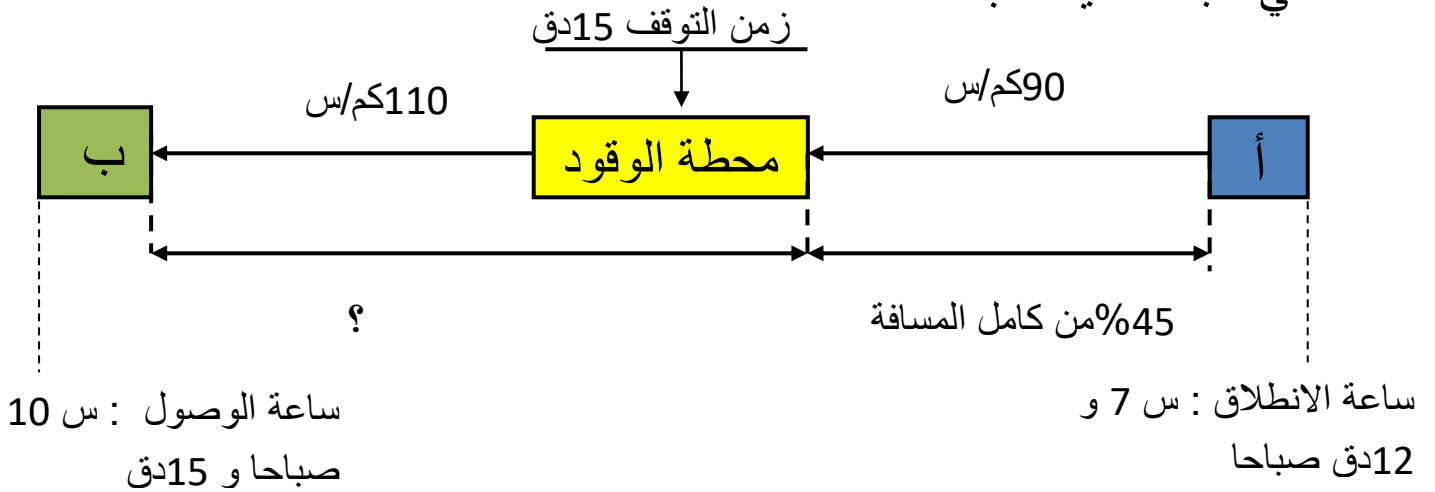 زمن التوقف 15دق
90كم/س
110كم/س
أ
محطة الوقود
ب
45%من كامل المسافة
؟
ساعة الانطلاق : س 7 و
12دق صباحا
ساعة الوصول : س 10
صباحا و 15دق